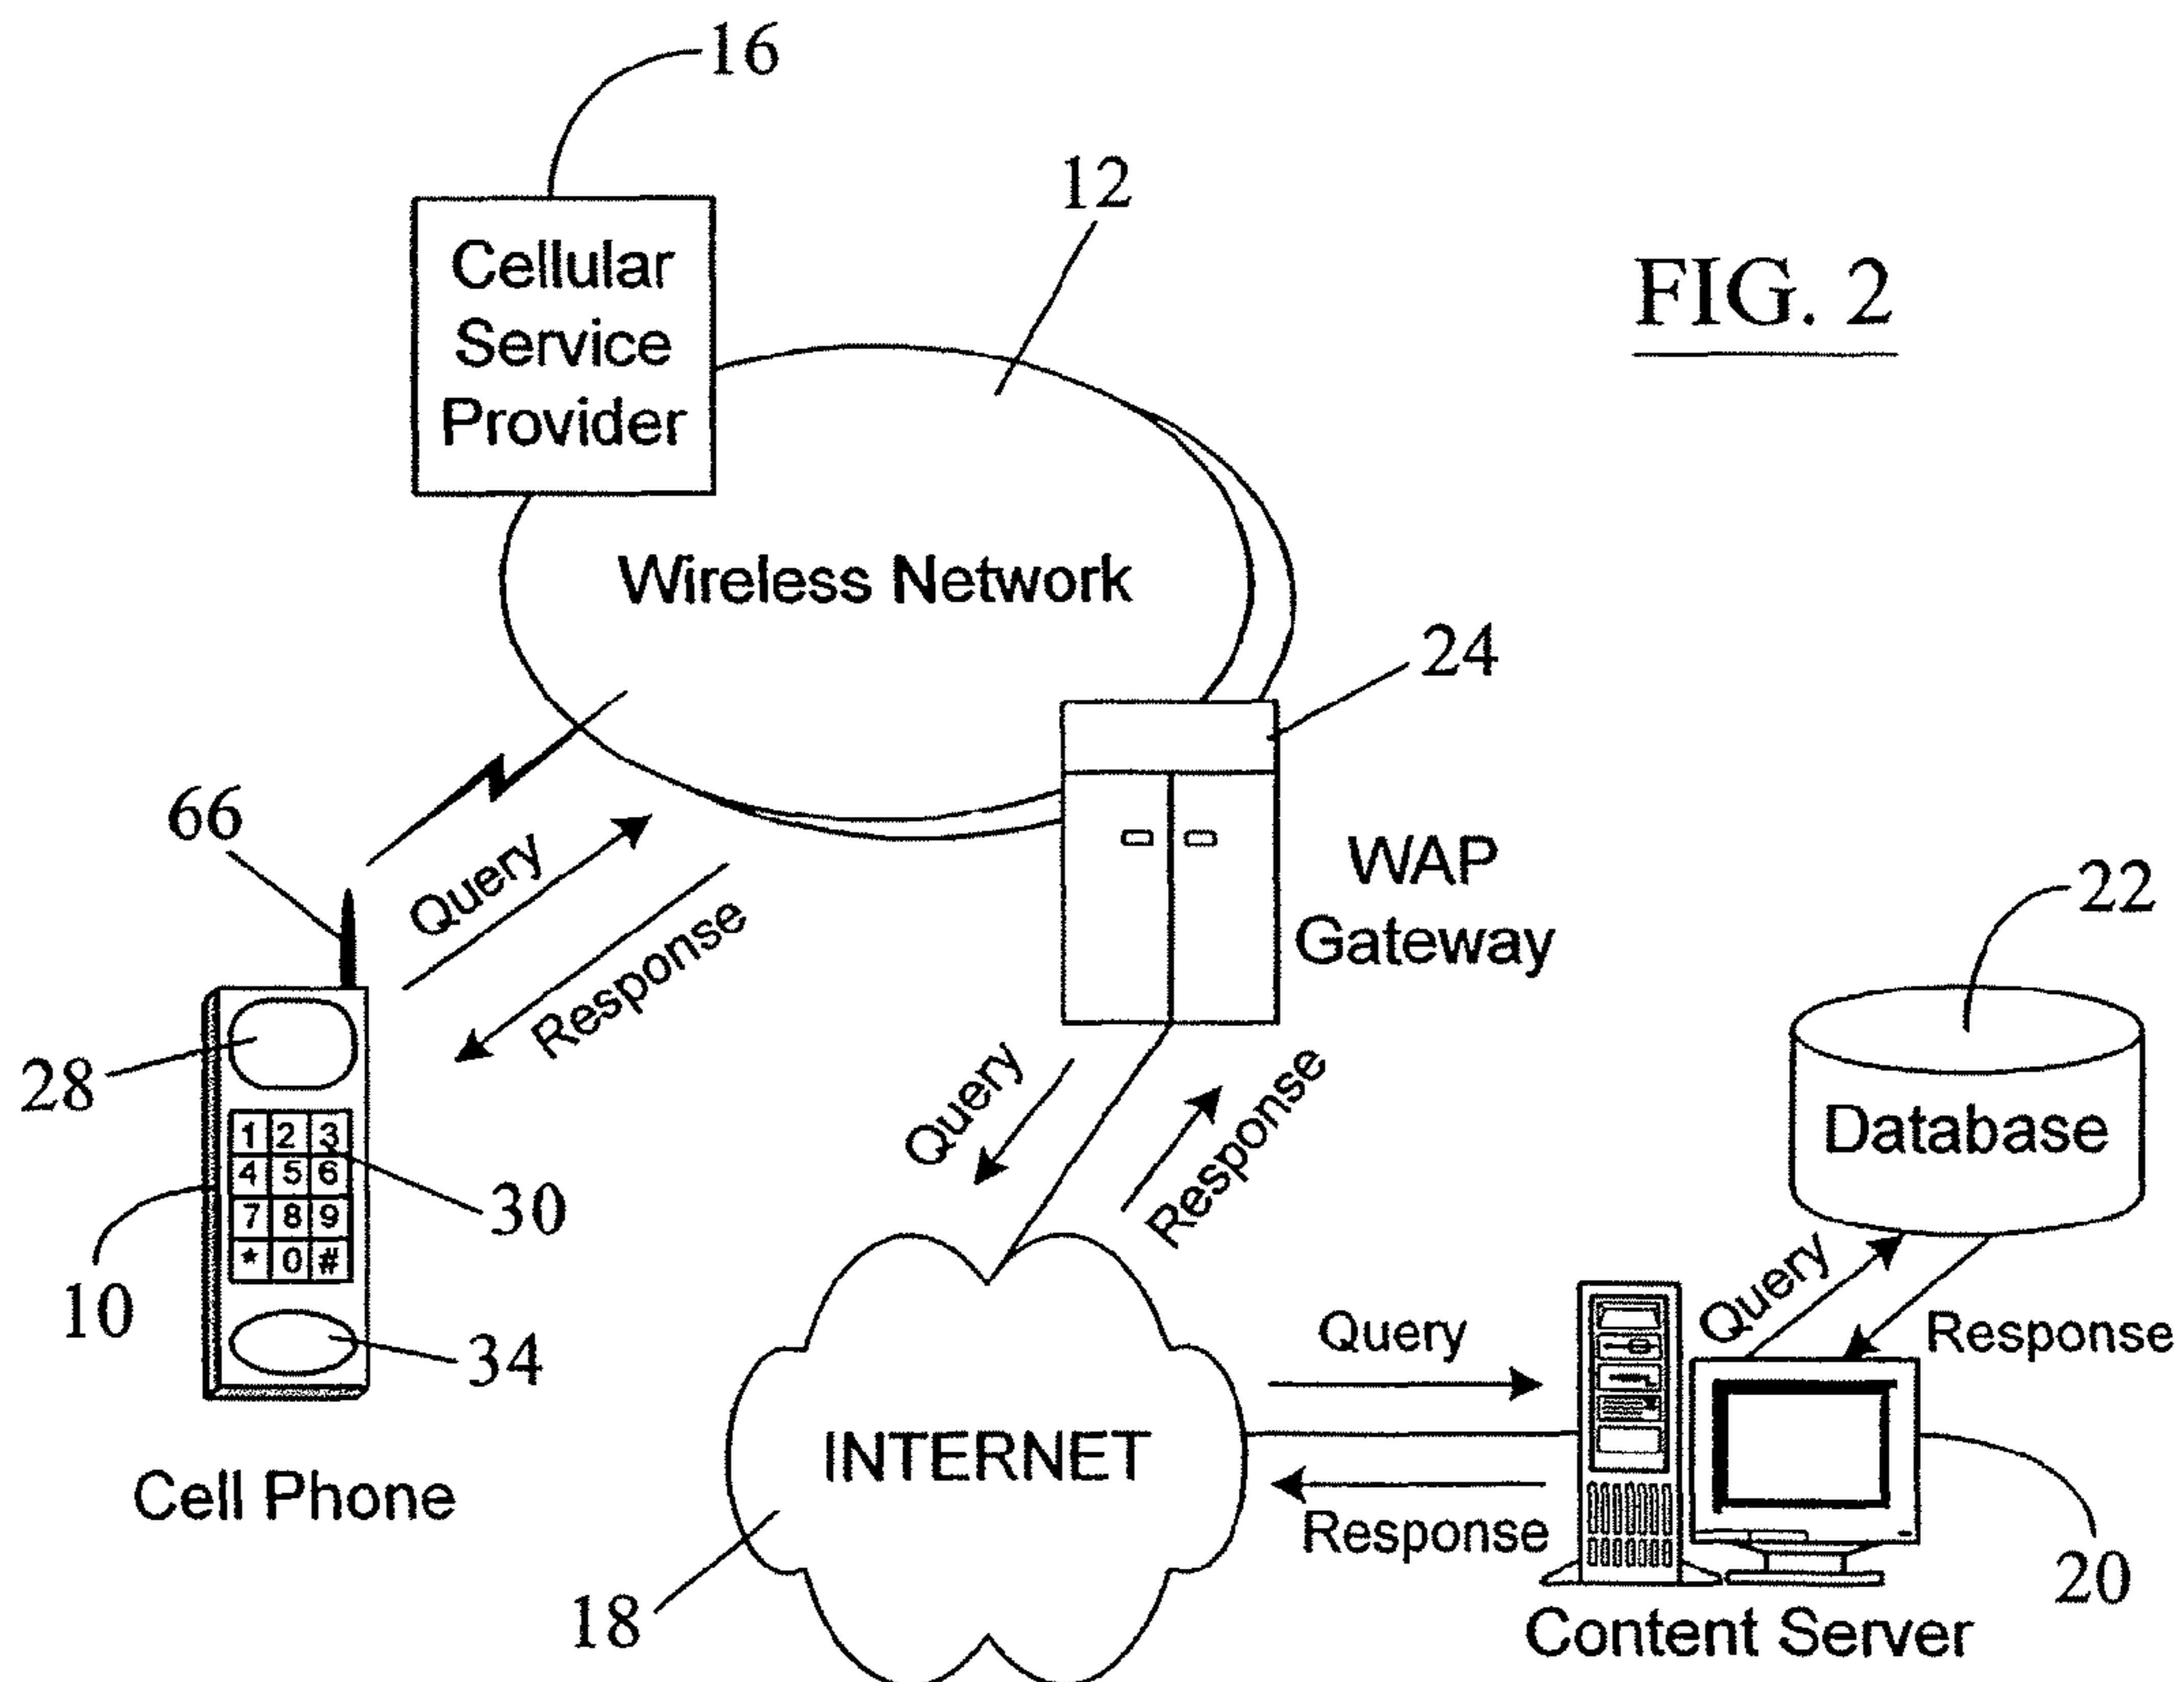 16
12
FIG. 2
Cellular
Service
Provider
Wireless Network
24
66
Query
Response
WAP
Gateway
22
28
Query
Response
Database
1 2 3
4 5 6
7 8 9
* 0 #
30
10
34
Query
Response
Query
Response
INTERNET
Cell Phone
18
20
Content Server